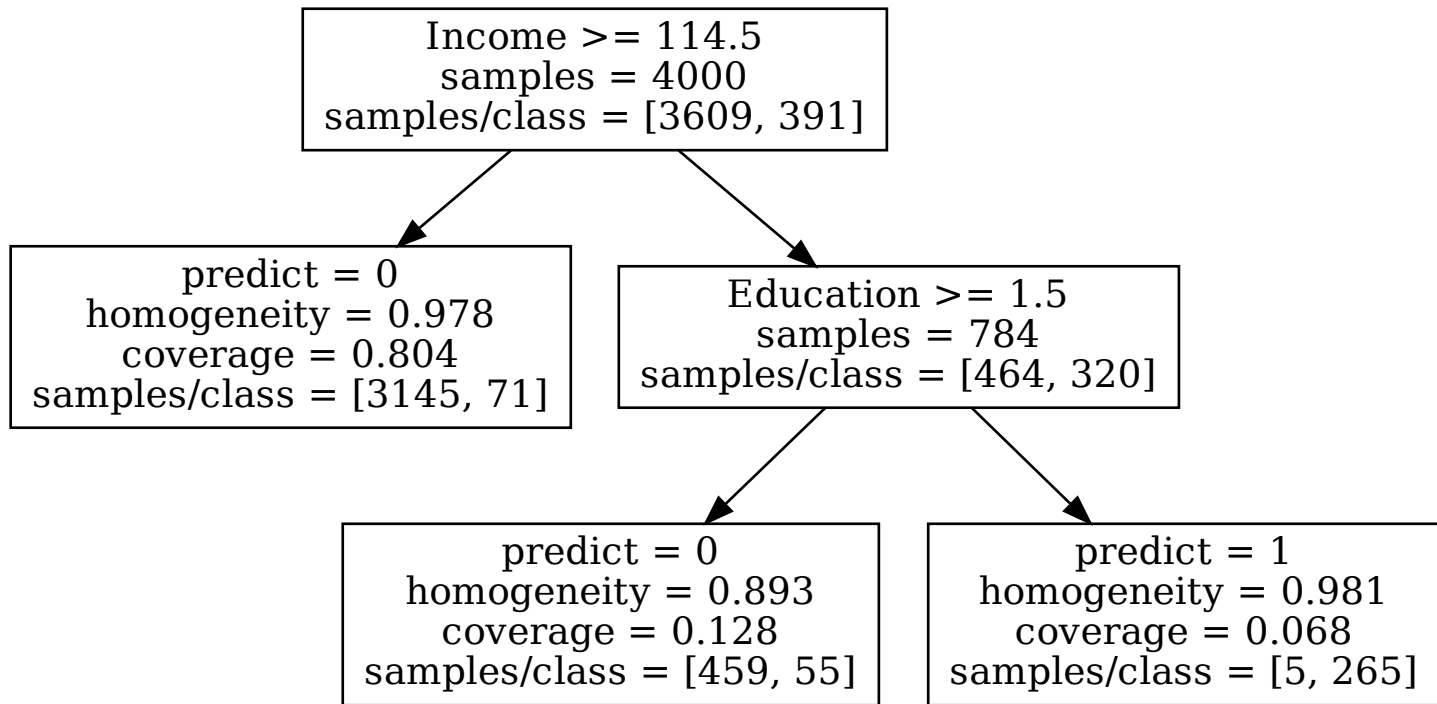 Income >= 114.5
samples = 4000
samples/class = [3609, 391]
predict = 0
homogeneity = 0.978
coverage = 0.804
samples/class = [3145, 71]
Education >= 1.5
samples = 784
samples/class = [464, 320]
predict = 0
homogeneity = 0.893
coverage = 0.128
samples/class = [459, 55]
predict = 1
homogeneity = 0.981
coverage = 0.068
samples/class = [5, 265]